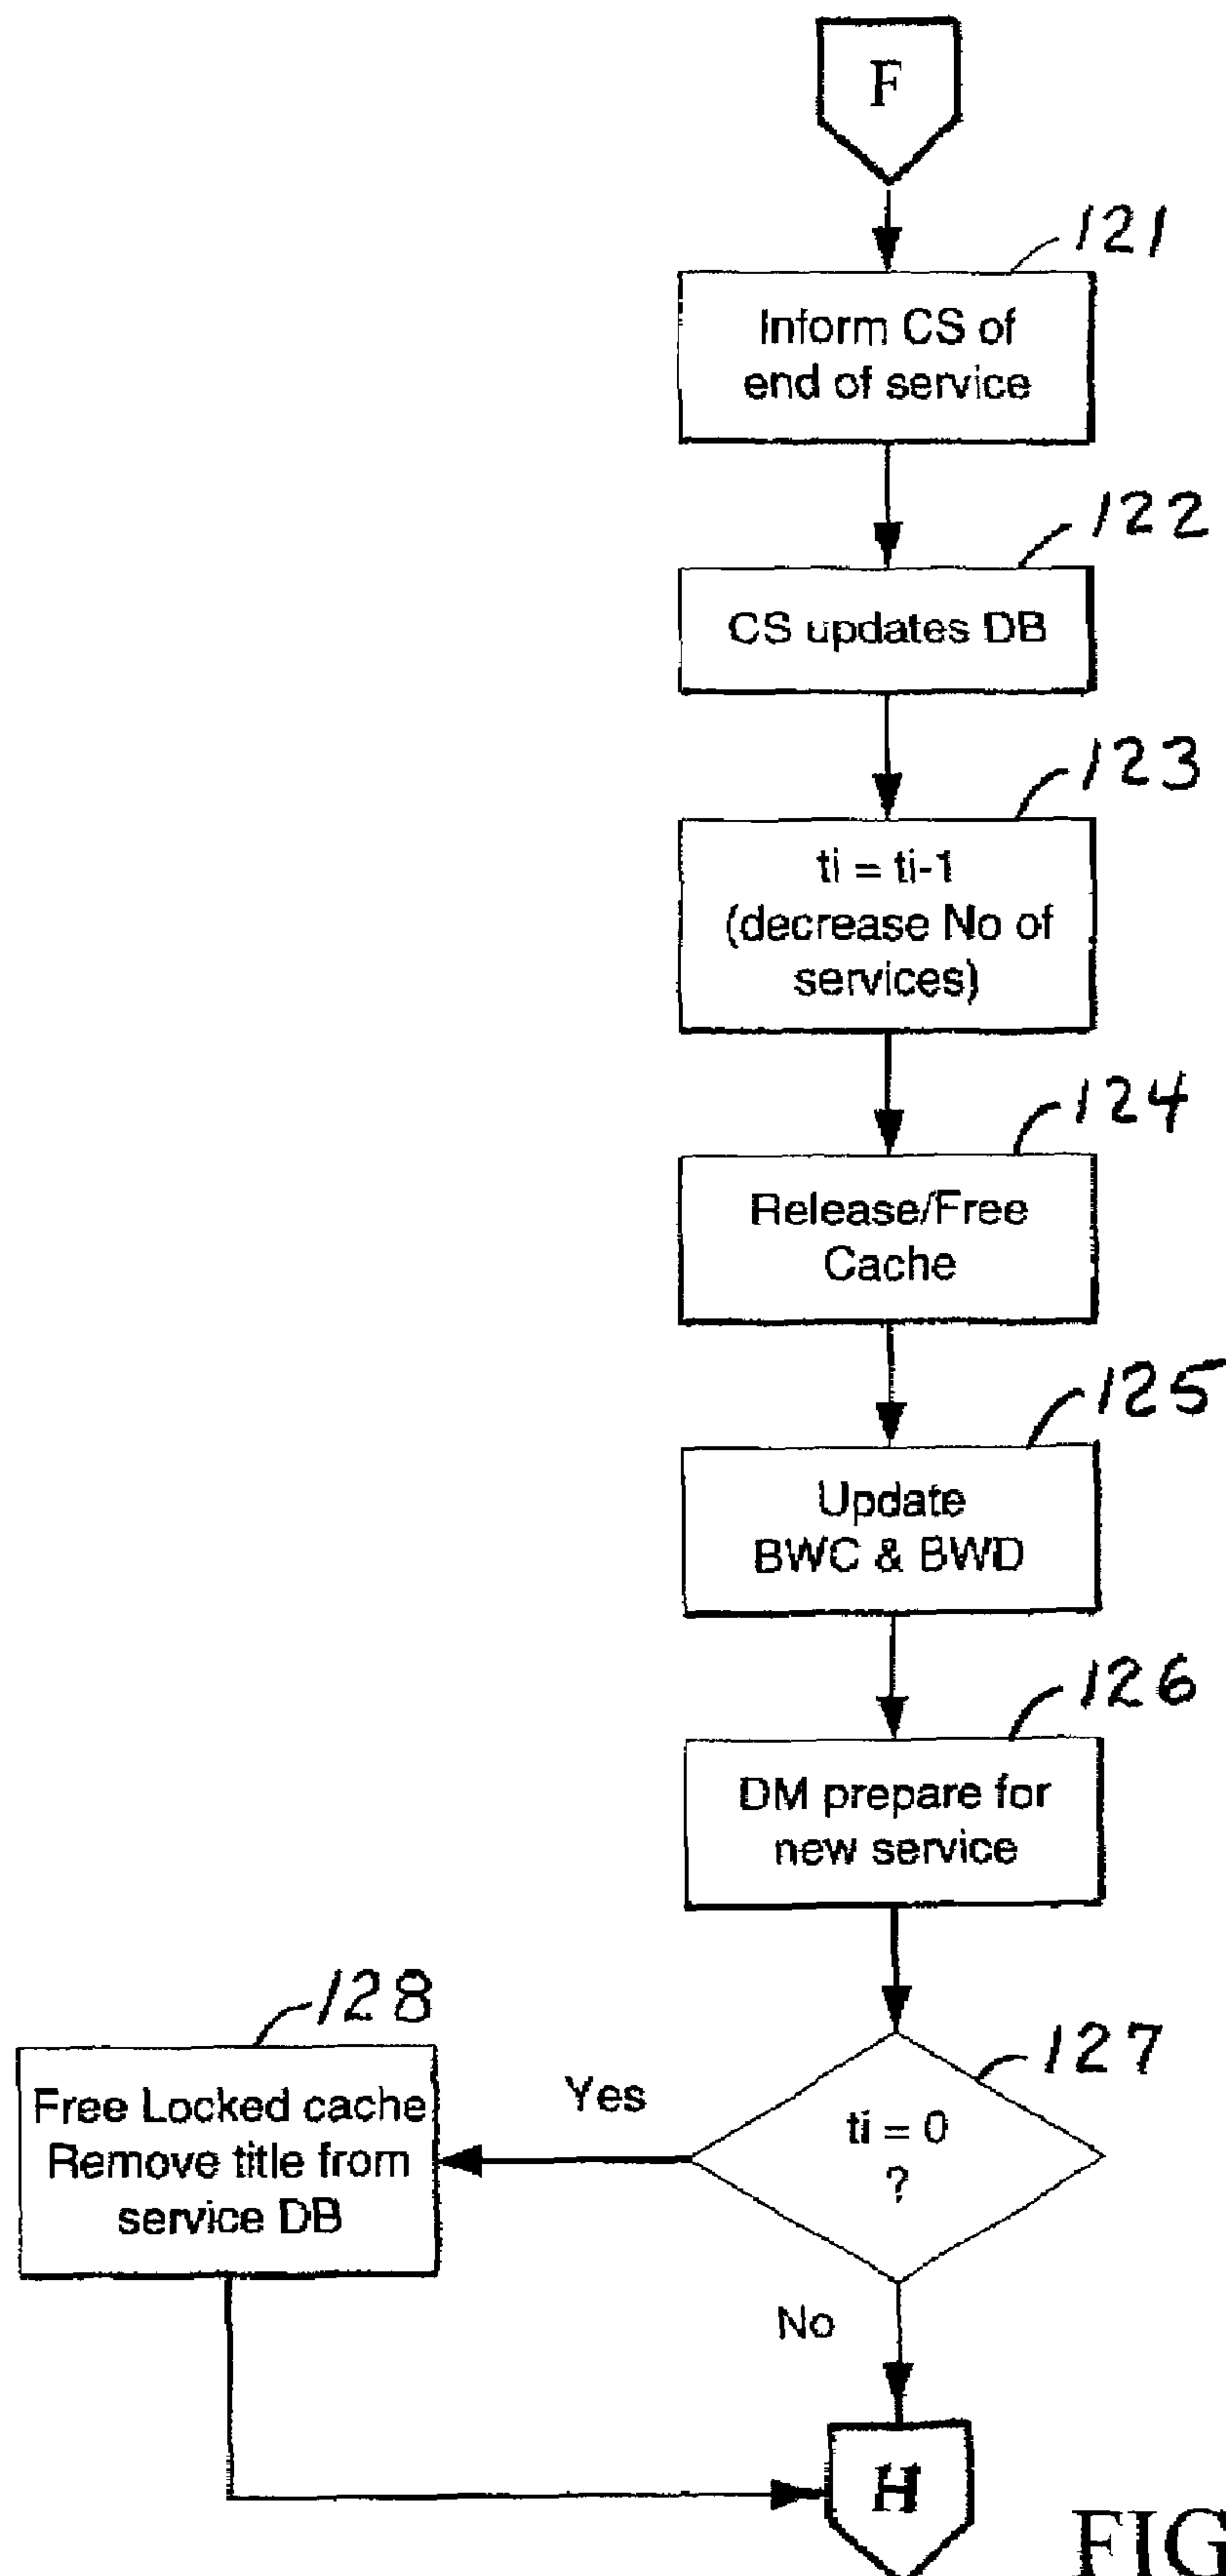 F
121
Inform CS of
end of service
122
CS updates DB
123
ti = ti-1
(decrease No of
services)
124
Release/Free
Cache
125
Update
BWC & BWD
126
DM prepare for
new service
127
ti = 0
?
Yes
128
Free Locked cache
Remove title from
service DB
No
H
FIG